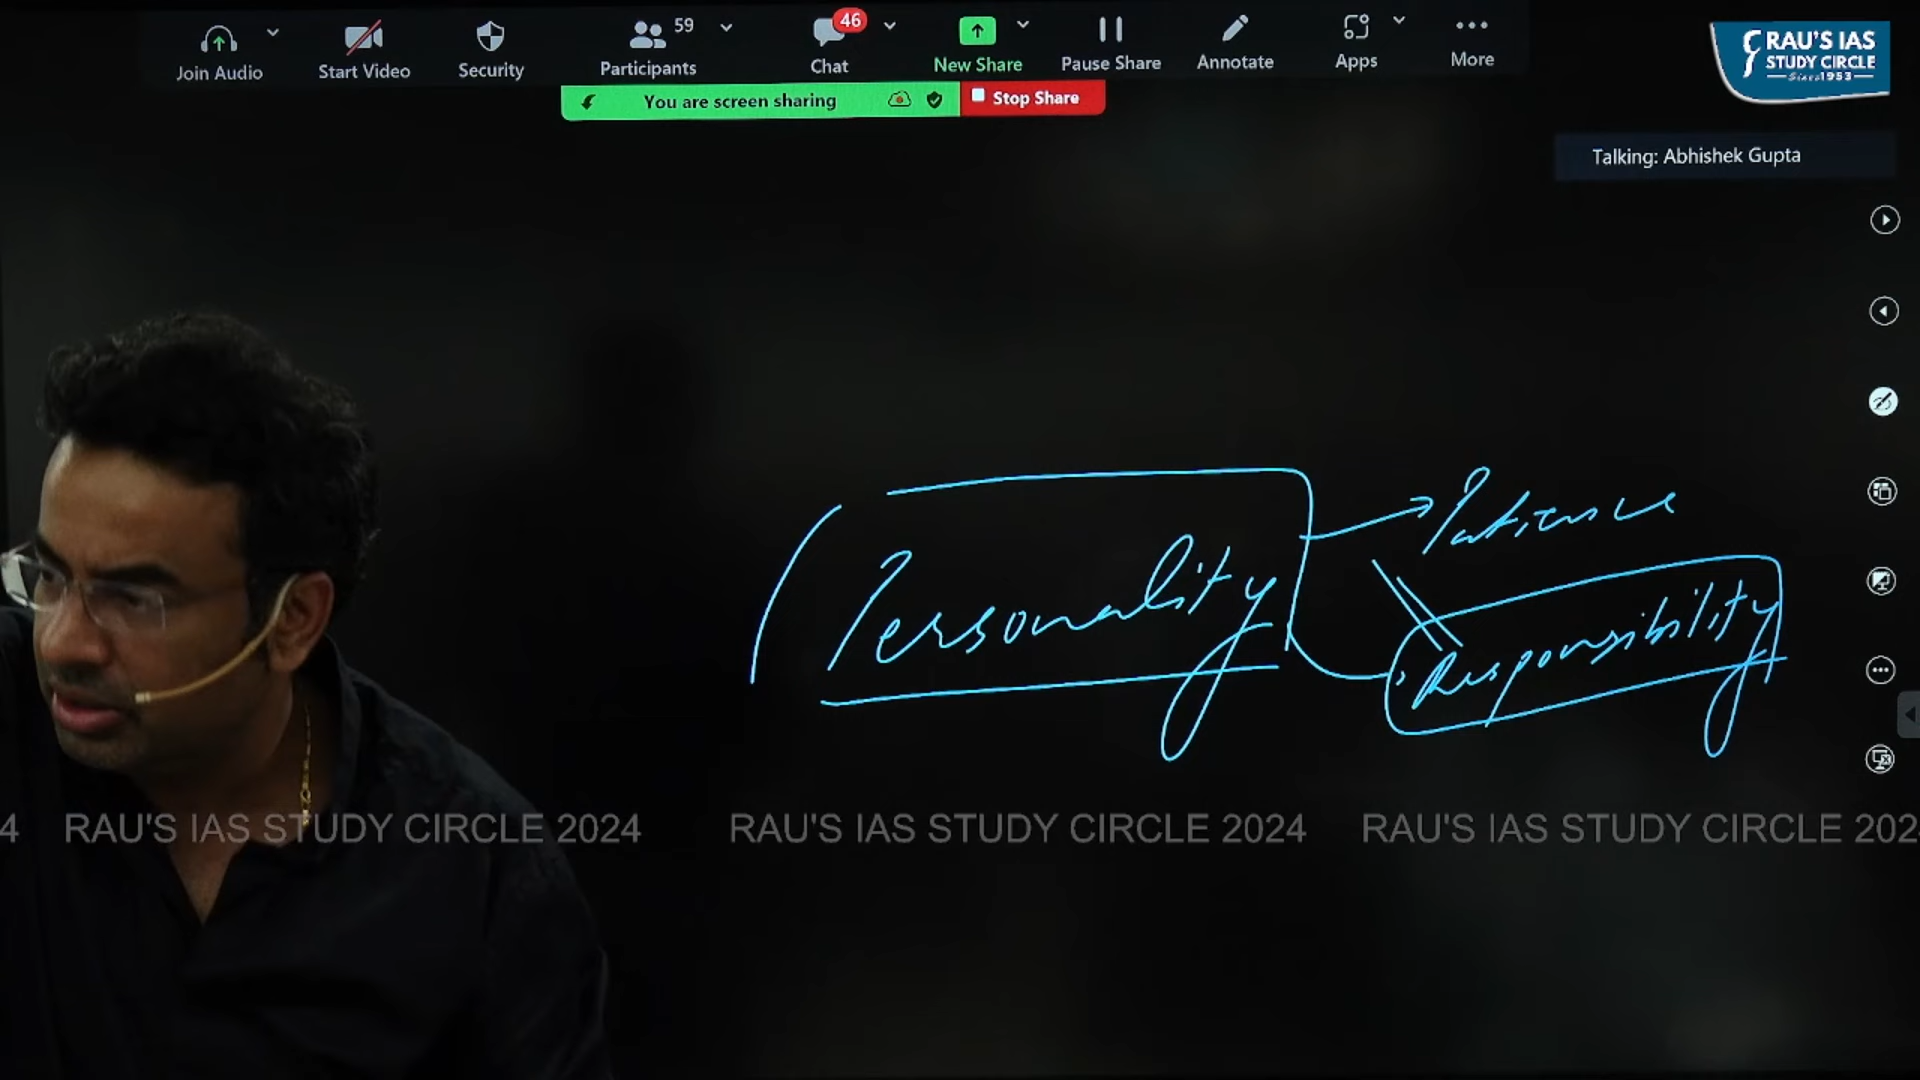 Join Audio
Start Video
Security
Participants 59
Chat 46
New Share
Pause Share
Annotate
Apps
More
You are screen sharing
Stop Share
RAU'S IAS
STUDY CIRCLE
Since 1953
Talking: Abhishek Gupta
Patience
Personality
Responsibility
4 RAU'S IAS STUDY CIRCLE 2024 RAU'S IAS STUDY CIRCLE 2024 RAU'S IAS STUDY CIRCLE 202